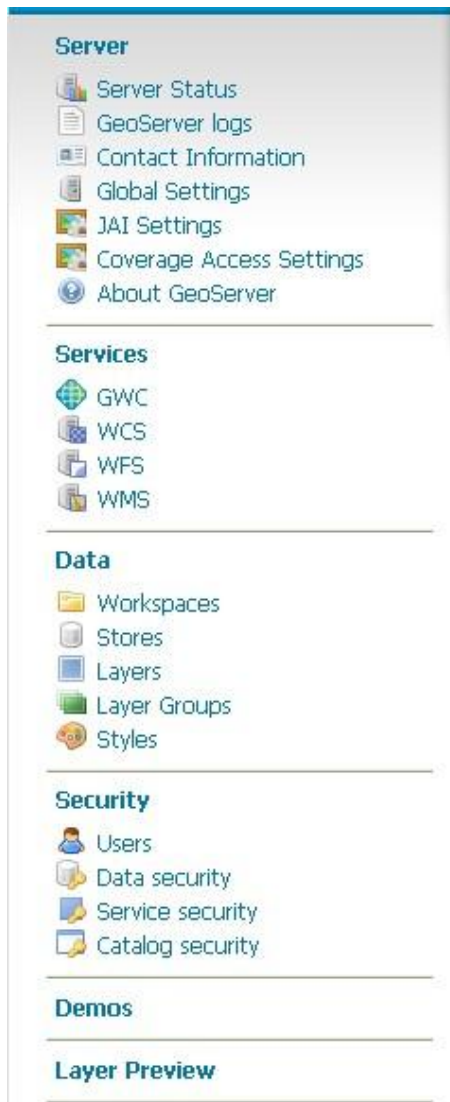 Server
Server Status
GeoServer logs
Contact Information
Global Settings
JAI Settings
Coverage Access Settings
About GeoServer
Services
GWC
WCS
WFS
WMS
Data
Workspaces
Stores
Layers
Layer Groups
Styles
Security
Users
Data security
Service security
Catalog security
Demos
Layer Preview